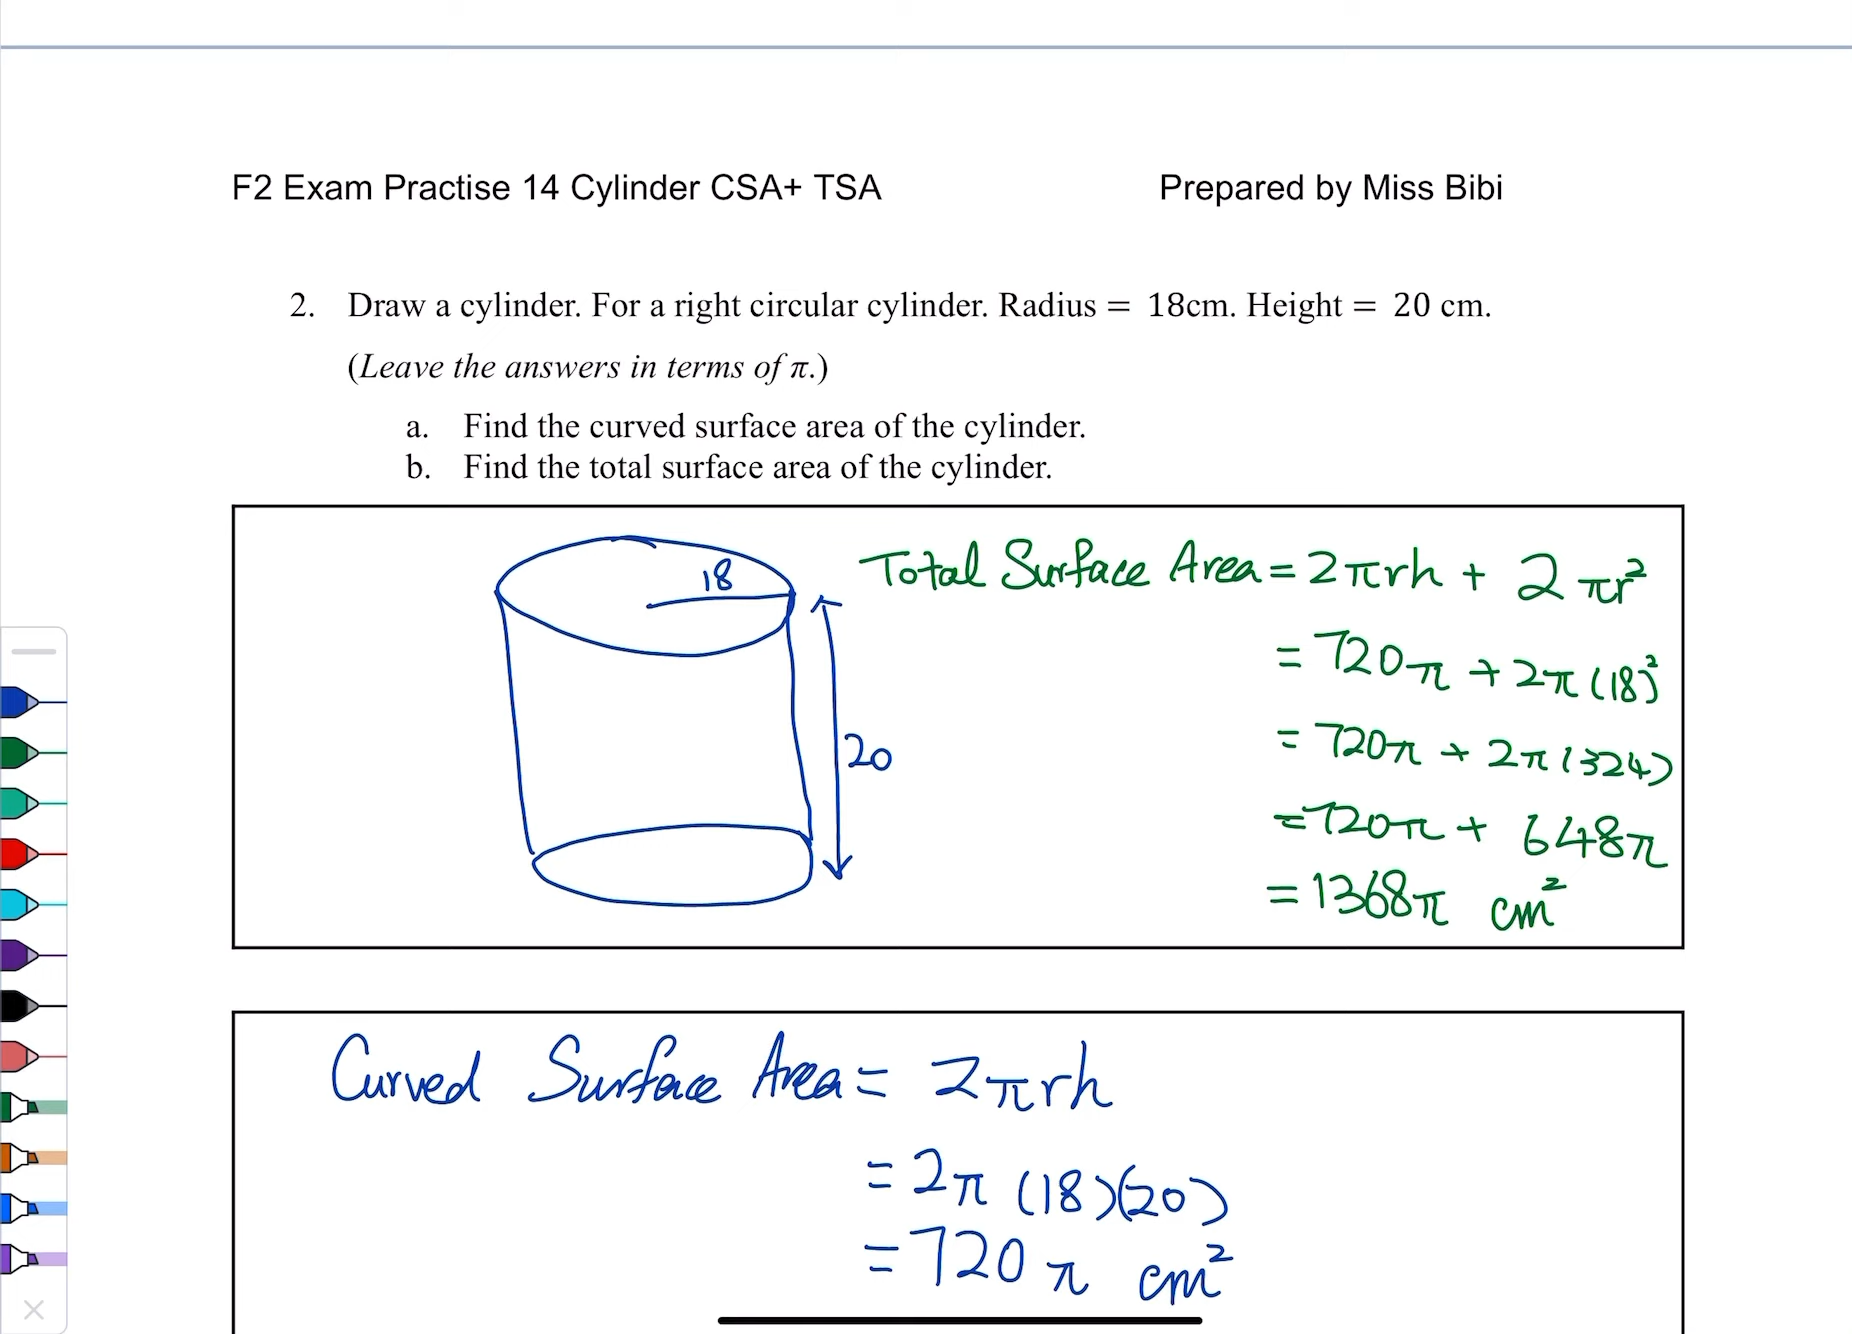 F2 Exam Practise 14 Cylinder CSA+ TSA Prepared by Miss Bibi
2. Draw a cylinder. For a right circular cylinder. Radius = 18cm. Height = 20 cm.
(Leave the answers in terms of π.)
a. Find the curved surface area of the cylinder.
b. Find the total surface area of the cylinder.
18
20
Total Surface Area = 2πrh + 2πr²
= 720π + 2π(18)²
= 720π + 2π(324)
= 720π + 648π
= 1368π cm²
Curved Surface Area = 2πrh
= 2π (18)(20)
= 720π cm²